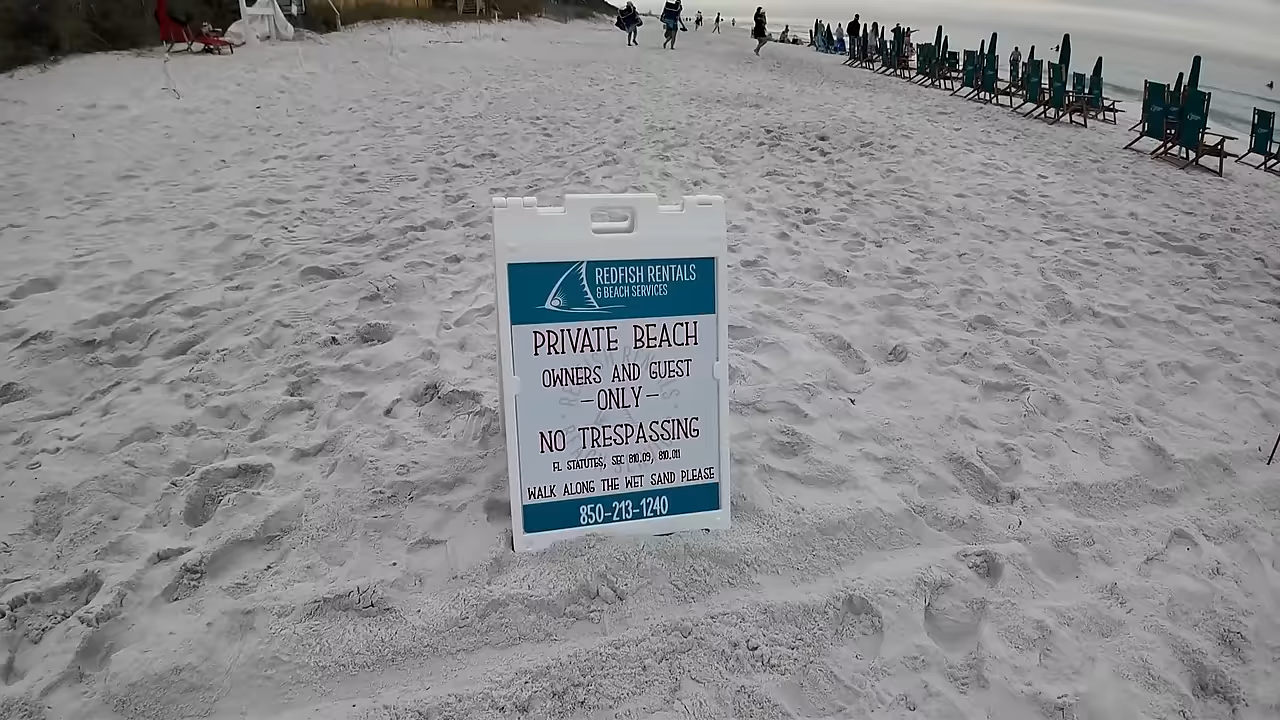 REDFISH RENTALS
& BEACH SERVICES
PRIVATE BEACH
OWNERS AND GUEST
-ONLY-
NO TRESPASSING
FL STATUTES, SEC 810.09, 810.011
WALK ALONG THE WET SAND PLEASE
850-213-1240